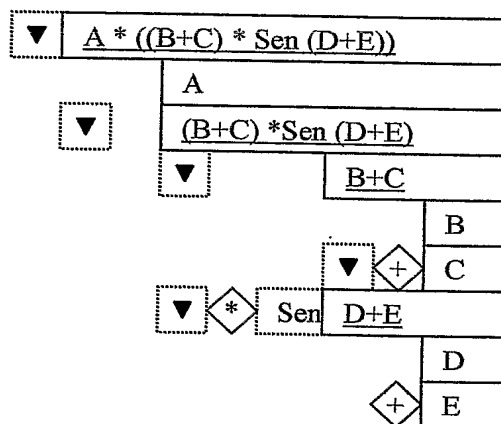 ▼ A * ((B+C) * Sen (D+E))
A
▼ (B+C) *Sen (D+E)
▼ B+C
B
▼ + C
▼ * Sen D+E
D
+ E